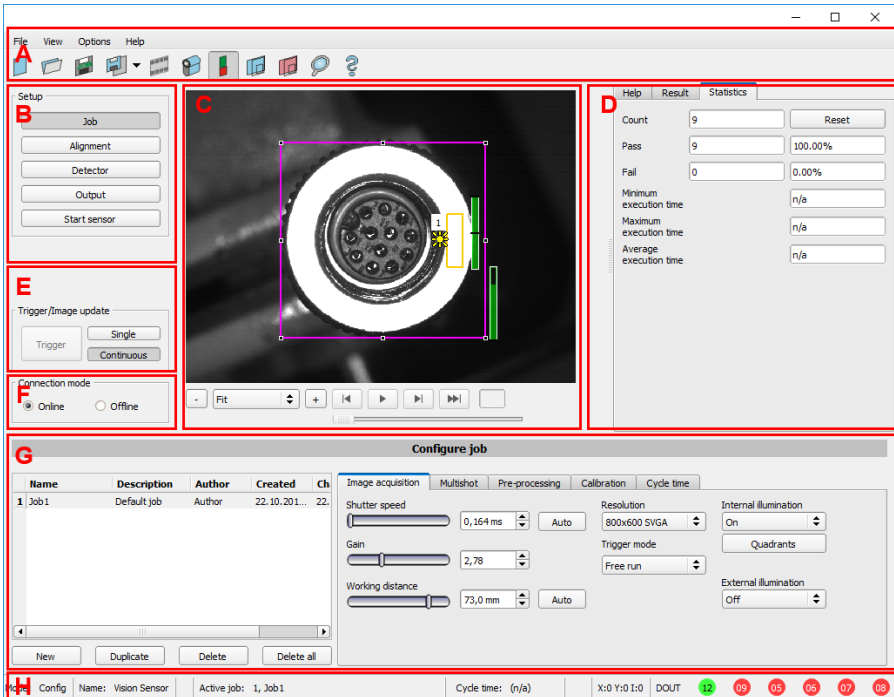 File View Options Help
A
B
Setup
Job
Alignment
Detector
Output
Start sensor
C
1
- Fit +
D
Help Result Statistics
Count 9 Reset
Pass 9 100.00%
Fail 0 0.00%
Minimum
execution time n/a
Maximum
execution time n/a
Average
execution time n/a
E
Trigger/Image update
Trigger
Single
Continuous
F
Connection mode
Online Offline
G
Configure job
Name Description Author Created Ch
1 Job1 Default job Author 22.10.201... 22.
New Duplicate Delete Delete all
Image acquisition Multishot Pre-processing Calibration Cycle time
Shutter speed
0,164 ms Auto
Gain
2,78
Working distance
73,0 mm Auto
Resolution
800x600 SVGA
Trigger mode
Free run
Internal illumination
On
Quadrants
External illumination
Off
H
Mode: Config Name: Vision Sensor Active job: 1, Job1 Cycle time: (n/a) X:0 Y:0 I:0 DOUT 12 09 05 06 07 08